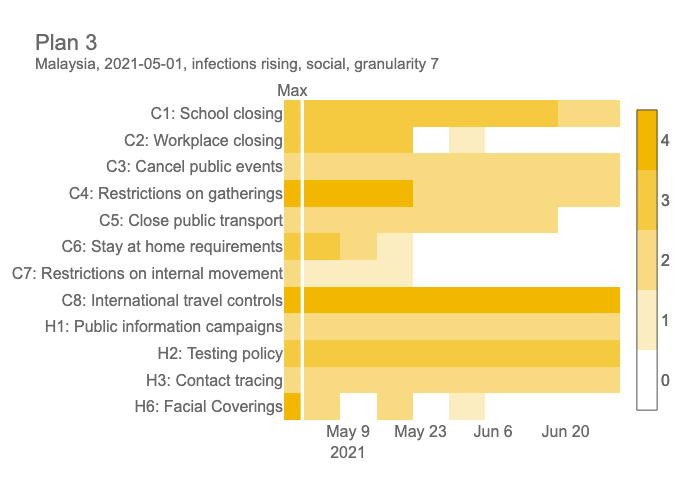 Plan 3
Malaysia, 2021-05-01, infections rising, social, granularity 7
Max
C1: School closing
C2: Workplace closing
C3: Cancel public events
C4: Restrictions on gatherings
C5: Close public transport
C6: Stay at home requirements
C7: Restrictions on internal movement
C8: International travel controls
H1: Public information campaigns
H2: Testing policy
H3: Contact tracing
H6: Facial Coverings
May 9 May 23 Jun 6 Jun 20
2021
4
3
2
1
0